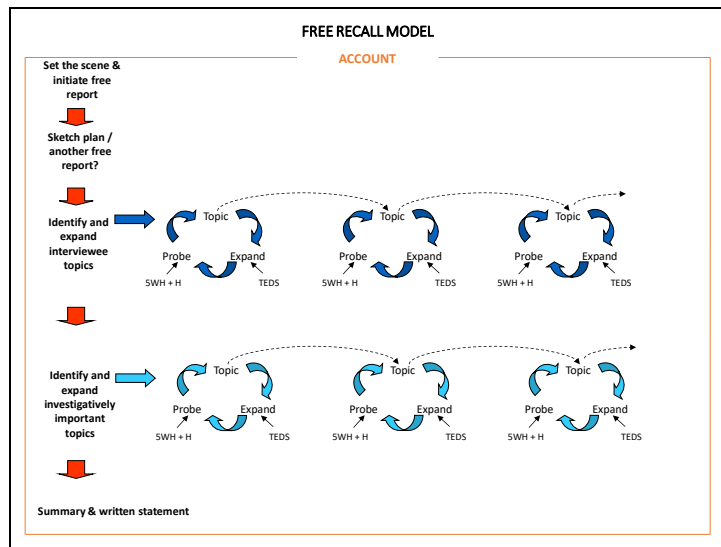 FREE RECALL MODEL
ACCOUNT
Set the scene &
initiate free
report
Sketch plan /
another free
report?
Identify and
expand
interviewee
topics
Topic
Probe
Expand
5WH + H
TEDS
Topic
Probe
Expand
5WH + H
TEDS
Topic
Probe
Expand
5WH + H
TEDS
Identify and
expand
investigatively
important
topics
Topic
Probe
Expand
5WH + H
TEDS
Topic
Probe
Expand
5WH + H
TEDS
Topic
Probe
Expand
5WH + H
TEDS
Summary & written statement